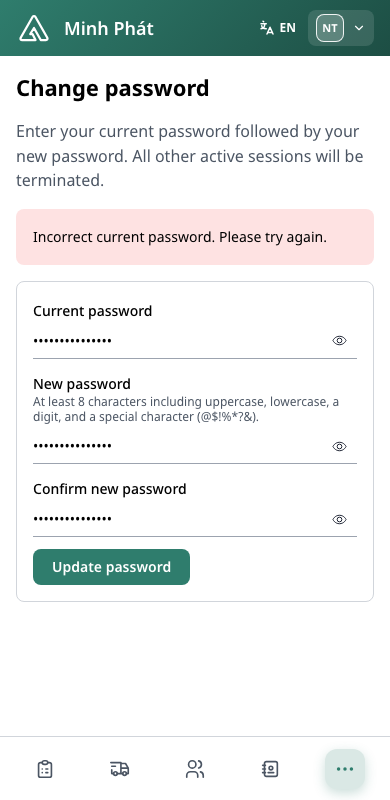 Minh Phát
EN
NT
Change password
Enter your current password followed by your
new password. All other active sessions will be
terminated.
Incorrect current password. Please try again.
Current password
•••••••••••••••
New password
At least 8 characters including uppercase, lowercase, a
digit, and a special character (@$!%*?&).
•••••••••••••••
Confirm new password
•••••••••••••••
Update password